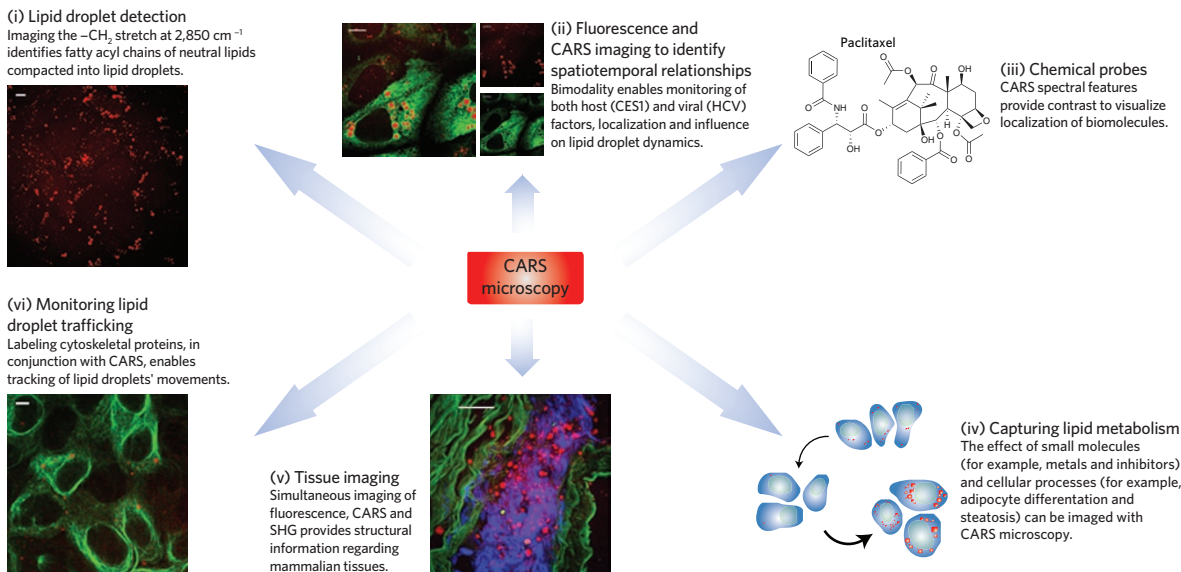 (i) Lipid droplet detection
Imaging the –CH₂ stretch at 2,850 cm ⁻¹
identifies fatty acyl chains of neutral lipids
compacted into lipid droplets.
(ii) Fluorescence and
CARS imaging to identify
spatiotemporal relationships
Bimodality enables monitoring of
both host (CES1) and viral (HCV)
factors, localization and influence
on lipid droplet dynamics.
Paclitaxel
O
O
O
OH
O
NH
O
O
OH
OH
H
O
O
O
O
O
(iii) Chemical probes
CARS spectral features
provide contrast to visualize
localization of biomolecules.
CARS
microscopy
(vi) Monitoring lipid
droplet trafficking
Labeling cytoskeletal proteins, in
conjunction with CARS, enables
tracking of lipid droplets' movements.
(v) Tissue imaging
Simultaneous imaging of
fluorescence, CARS and
SHG provides structural
information regarding
mammalian tissues.
(iv) Capturing lipid metabolism
The effect of small molecules
(for example, metals and inhibitors)
and cellular processes (for example,
adipocyte differentation and
steatosis) can be imaged with
CARS microscopy.